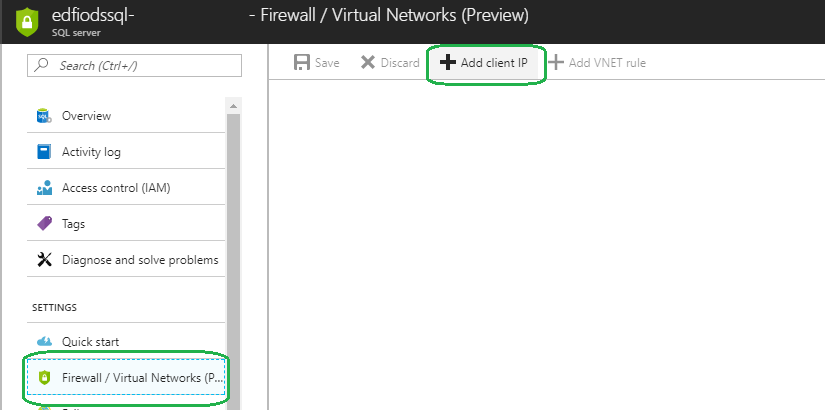 edfiodssql- - Firewall / Virtual Networks (Preview)
SQL server
Search (Ctrl+/)
Save Discard Add client IP Add VNET rule
Overview
Activity log
Access control (IAM)
Tags
Diagnose and solve problems
SETTINGS
Quick start
Firewall / Virtual Networks (P...